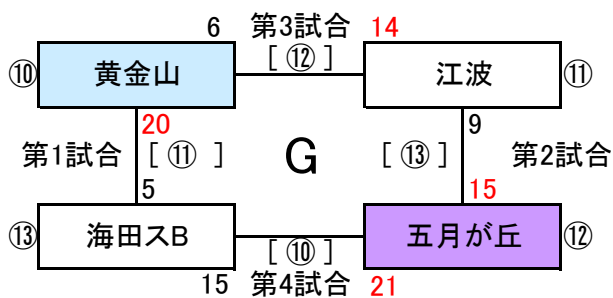 6 第3試合 14
⑩ 黄金山 [ ⑫ ] 江波 ⑪
20 9
第1試合 [ ⑪ ] G [ ⑬ ] 第2試合
5 15
⑬ 海田スB [ ⑩ ] 五月が丘 ⑫
15 第4試合 21